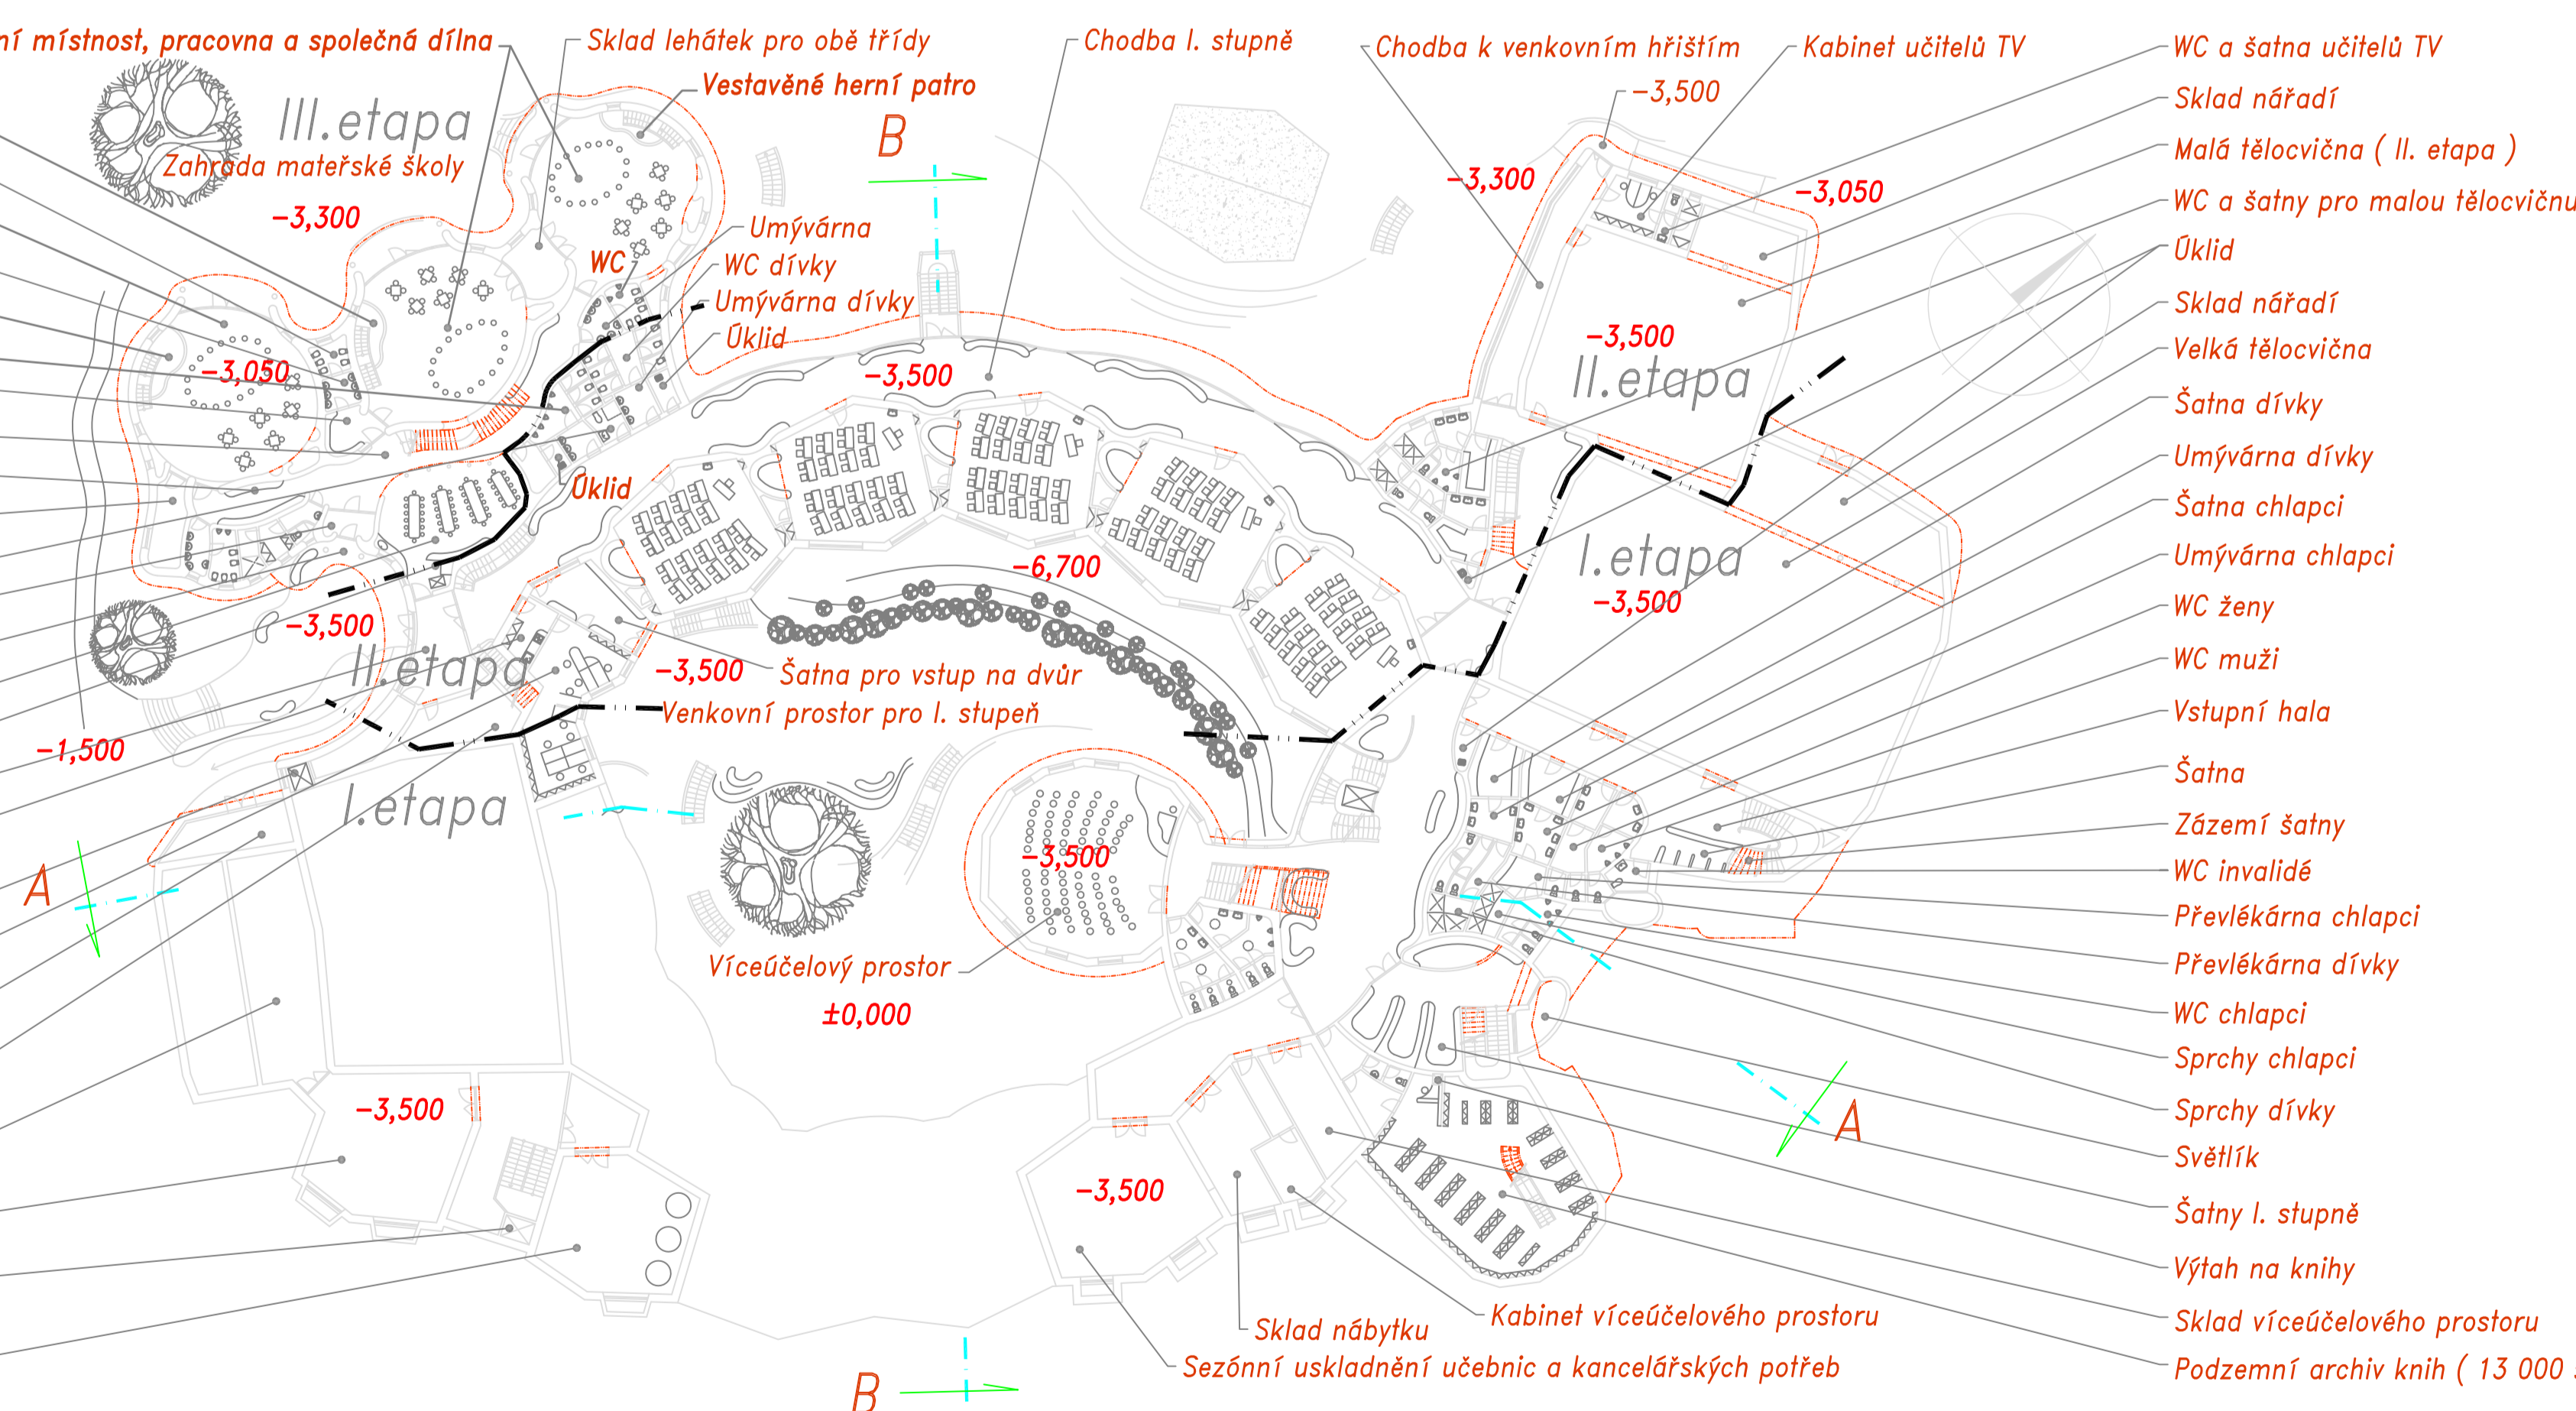 ní místnost, pracovna a společná dílna
Sklad lehátek pro obě třídy
Vestavěné herní patro
Chodba I. stupně
Chodba k venkovním hřištím
-3,500
Kabinet učitelů TV
III.etapa
Zahrada mateřské školy
-3,300
B
-3,300
-3,050
Umývárna
WC
WC dívky
Umývárna dívky
Úklid
-3,050
-3,500
-3,500
II.etapa
Úklid
-6,700
I.etapa
-3,500
-3,500
II.etapa
-3,500
Šatna pro vstup na dvůr
Venkovní prostor pro I. stupeň
-1,500
I.etapa
A
-3,500
Víceúčelový prostor
±0,000
-3,500
-3,500
A
Sklad nábytku
Kabinet víceúčelového prostoru
Sezónní uskladnění učebnic a kancelářských potřeb
B
WC a šatna učitelů TV
Sklad nářadí
Malá tělocvična ( II. etapa )
WC a šatny pro malou tělocvičnu
Úklid
Sklad nářadí
Velká tělocvična
Šatna dívky
Umývárna dívky
Šatna chlapci
Umývárna chlapci
WC ženy
WC muži
Vstupní hala
Šatna
Zázemí šatny
WC invalidé
Převlékárna chlapci
Převlékárna dívky
WC chlapci
Sprchy chlapci
Sprchy dívky
Světlík
Šatny I. stupně
Výtah na knihy
Sklad víceúčelového prostoru
Podzemní archiv knih ( 13 000